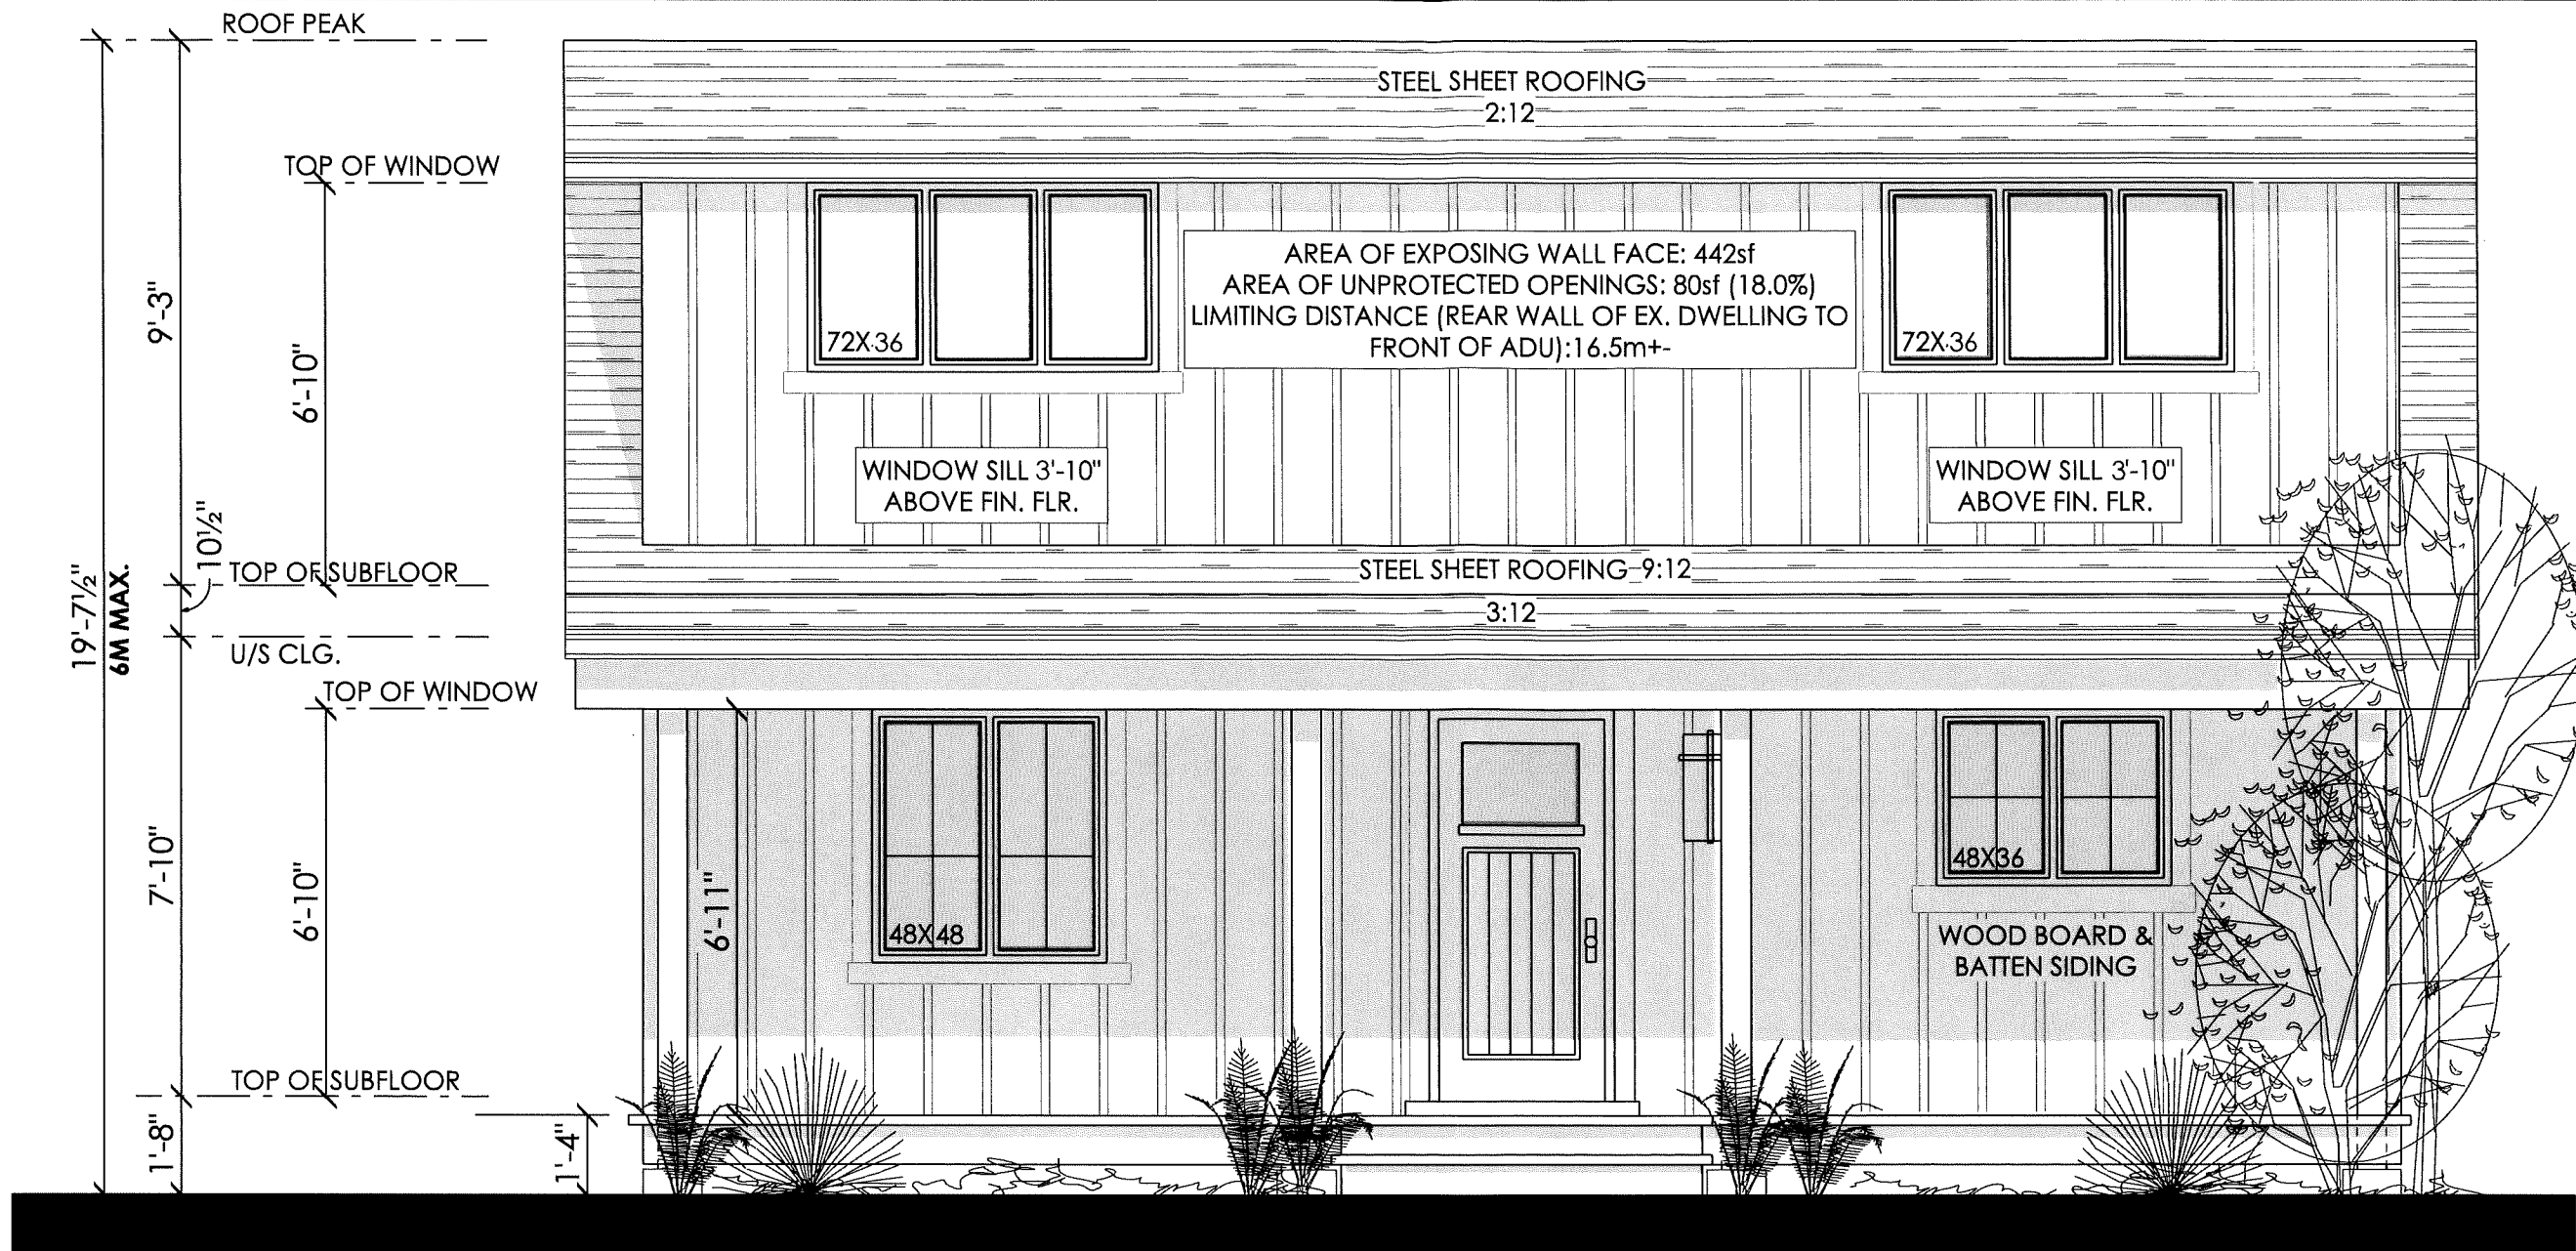 ROOF PEAK
STEEL SHEET ROOFING
2:12
TOP OF WINDOW
AREA OF EXPOSING WALL FACE: 442sf
AREA OF UNPROTECTED OPENINGS: 80sf (18.0%)
LIMITING DISTANCE (REAR WALL OF EX. DWELLING TO
FRONT OF ADU):16.5m+-
72X36
72X36
9'-3"
6'-10"
WINDOW SILL 3'-10"
ABOVE FIN. FLR.
WINDOW SILL 3'-10"
ABOVE FIN. FLR.
10½"
TOP OF SUBFLOOR
STEEL SHEET ROOFING 9:12
3:12
19'-7½"
6M MAX.
U/S CLG.
TOP OF WINDOW
7'-10"
6'-10"
6'-11"
48X48
48X36
WOOD BOARD &
BATTEN SIDING
TOP OF SUBFLOOR
1'-8"
1'-4"